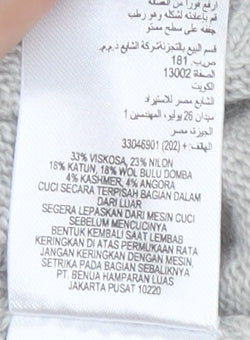 ارفع فورا من الغسالة
قم بإعادته لشكله وهو رطب
جففه على سطح مستو
قسم البيع بالتجزئة:شركة الشايع د.م.م.
ص.ب. 181
الصفاة 13002
الكويت
الشايع مصر للاستيراد
ميدان 26 يوليو، المهندسين 1
الجيزة, مصر
الهاتف: + (202) 33046901
33% VISKOSA, 23% NILON
18% KATUN, 18% WOL BULU DOMBA
4% KASHMER, 4% ANGORA
CUCI SECARA TERPISAH BAGIAN DALAM
DARI LUAR
SEGERA LEPASKAN DARI MESIN CUCI
SEBELUM MENCUCINYA
BENTUK KEMBALI SAAT LEMBAB
KERINGKAN DI ATAS PERMUKAAN RATA
JANGAN KERINGKAN DENGAN MESIN,
SETRIKA PADA BAGIAN SEBALIKNYA
PT. BENUA HAMPARAN LUAS
JAKARTA PUSAT 10220